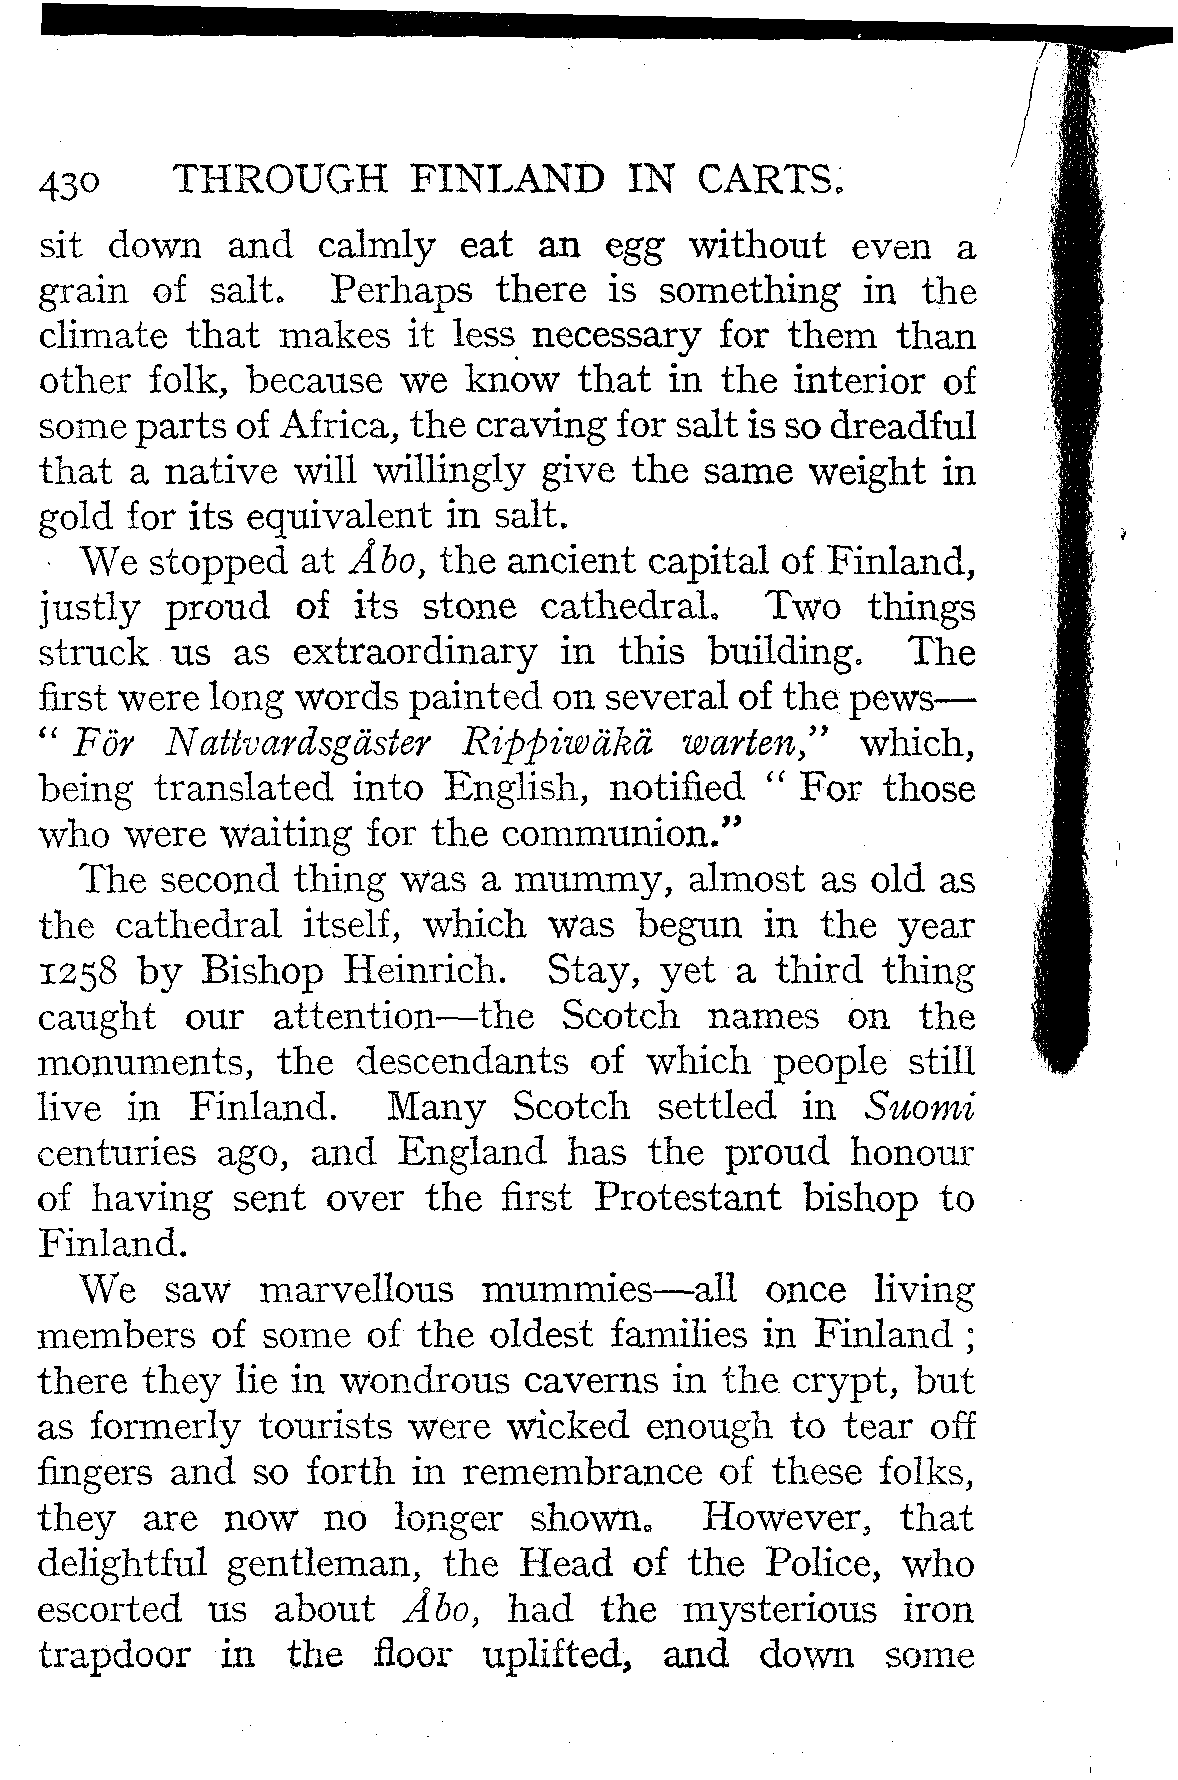 430 THROUGH FINLAND IN CARTS.
sit down and calmly eat an egg without even a
grain of salt. Perhaps there is something in the
climate that makes it less necessary for them than
other folk, because we know that in the interior of
some parts of Africa, the craving for salt is so dreadful
that a native will willingly give the same weight in
gold for its equivalent in salt.
We stopped at Åbo, the ancient capital of Finland,
justly proud of its stone cathedral. Two things
struck us as extraordinary in this building. The
first were long words painted on several of the pews—
“ För Nattvardsgäster Rippiwäkä warten,” which,
being translated into English, notified “ For those
who were waiting for the communion.”
The second thing was a mummy, almost as old as
the cathedral itself, which was begun in the year
1258 by Bishop Heinrich. Stay, yet a third thing
caught our attention—the Scotch names on the
monuments, the descendants of which people still
live in Finland. Many Scotch settled in Suomi
centuries ago, and England has the proud honour
of having sent over the first Protestant bishop to
Finland.
We saw marvellous mummies—all once living
members of some of the oldest families in Finland ;
there they lie in wondrous caverns in the crypt, but
as formerly tourists were wicked enough to tear off
fingers and so forth in remembrance of these folks,
they are now no longer shown. However, that
delightful gentleman, the Head of the Police, who
escorted us about Åbo, had the mysterious iron
trapdoor in the floor uplifted, and down some